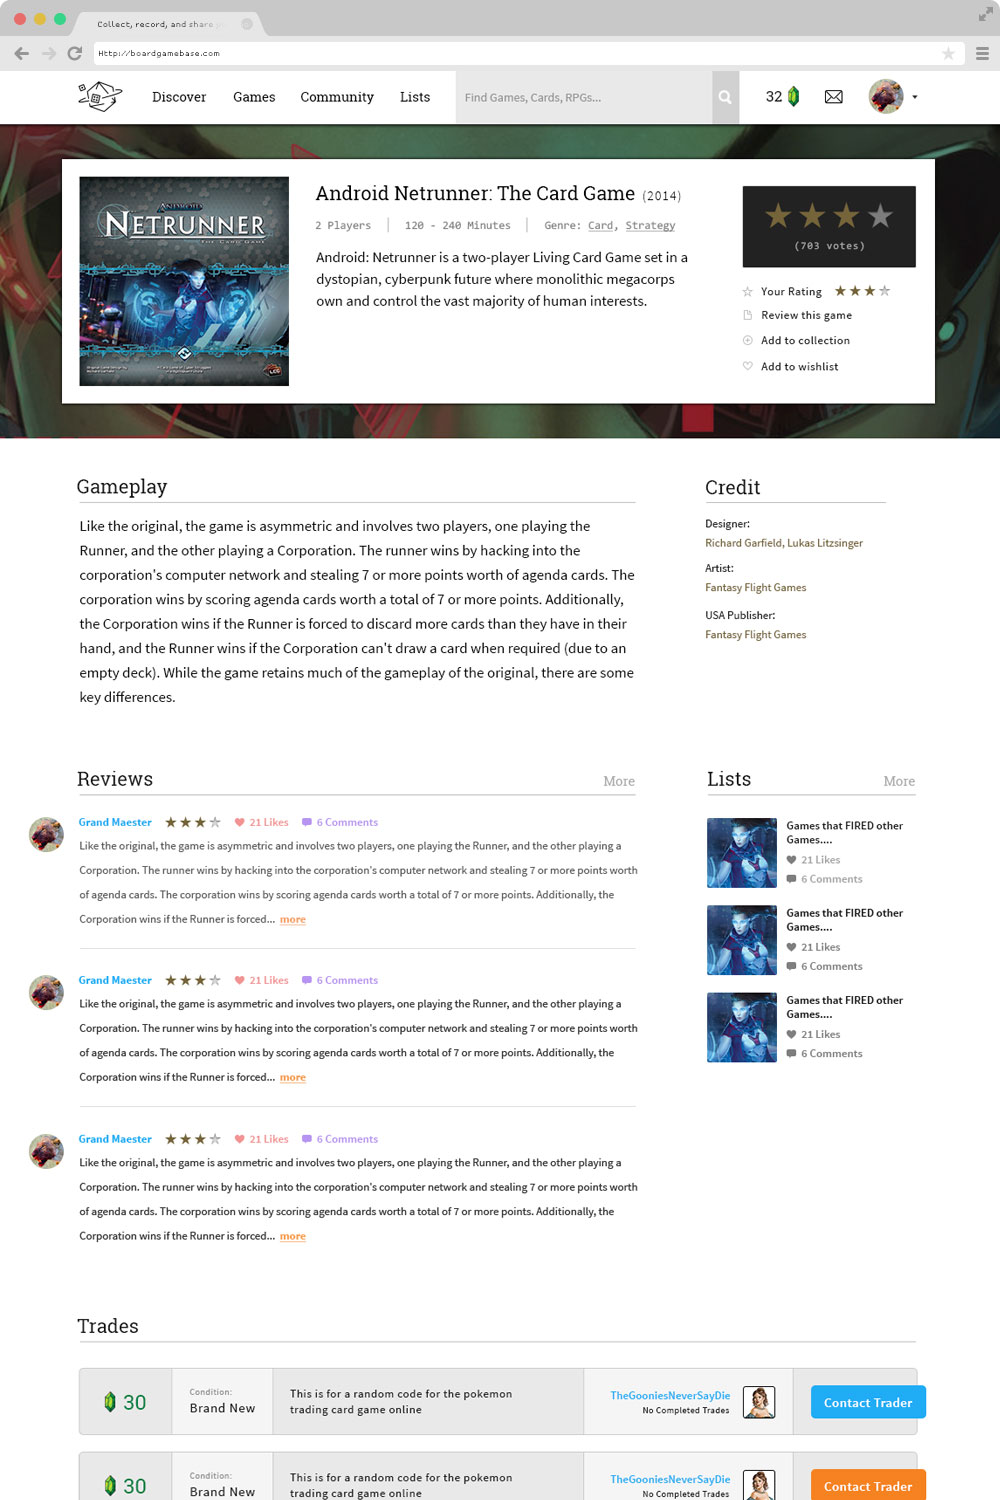 Collect, record, and share
Http://boardgamebase.com
Discover
Games
Community
Lists
Find Games, Cards, RPGs...
32
ANDROID
NETRUNNER
THE CARD GAME
LCG
Android Netrunner: The Card Game (2014)
2 Players
120 - 240 Minutes
Genre: Card, Strategy
Android: Netrunner is a two-player Living Card Game set in a
dystopian, cyberpunk future where monolithic megacorps
own and control the vast majority of human interests.
(703 votes)
Your Rating
Review this game
Add to collection
Add to wishlist
Gameplay
Like the original, the game is asymmetric and involves two players, one playing the
Runner, and the other playing a Corporation. The runner wins by hacking into the
corporation's computer network and stealing 7 or more points worth of agenda cards. The
corporation wins by scoring agenda cards worth a total of 7 or more points. Additionally,
the Corporation wins if the Runner is forced to discard more cards than they have in their
hand, and the Runner wins if the Corporation can't draw a card when required (due to an
empty deck). While the game retains much of the gameplay of the original, there are some
key differences.
Credit
Designer:
Richard Garfield, Lukas Litzsinger
Artist:
Fantasy Flight Games
USA Publisher:
Fantasy Flight Games
Reviews
More
Grand Maester
21 Likes
6 Comments
Like the original, the game is asymmetric and involves two players, one playing the Runner, and the other playing a
Corporation. The runner wins by hacking into the corporation's computer network and stealing 7 or more points worth
of agenda cards. The corporation wins by scoring agenda cards worth a total of 7 or more points. Additionally, the
Corporation wins if the Runner is forced... more
Grand Maester
21 Likes
6 Comments
Like the original, the game is asymmetric and involves two players, one playing the Runner, and the other playing a
Corporation. The runner wins by hacking into the corporation's computer network and stealing 7 or more points worth
of agenda cards. The corporation wins by scoring agenda cards worth a total of 7 or more points. Additionally, the
Corporation wins if the Runner is forced... more
Grand Maester
21 Likes
6 Comments
Like the original, the game is asymmetric and involves two players, one playing the Runner, and the other playing a
Corporation. The runner wins by hacking into the corporation's computer network and stealing 7 or more points worth
of agenda cards. The corporation wins by scoring agenda cards worth a total of 7 or more points. Additionally, the
Corporation wins if the Runner is forced... more
Lists
More
Games that FIRED other
Games....
21 Likes
6 Comments
Games that FIRED other
Games....
21 Likes
6 Comments
Games that FIRED other
Games....
21 Likes
6 Comments
Trades
30
Condition:
Brand New
This is for a random code for the pokemon
trading card game online
TheGooniesNeverSayDie
No Completed Trades
Contact Trader
30
Condition:
Brand New
This is for a random code for the pokemon
trading card game online
TheGooniesNeverSayDie
No Completed Trades
Contact Trader